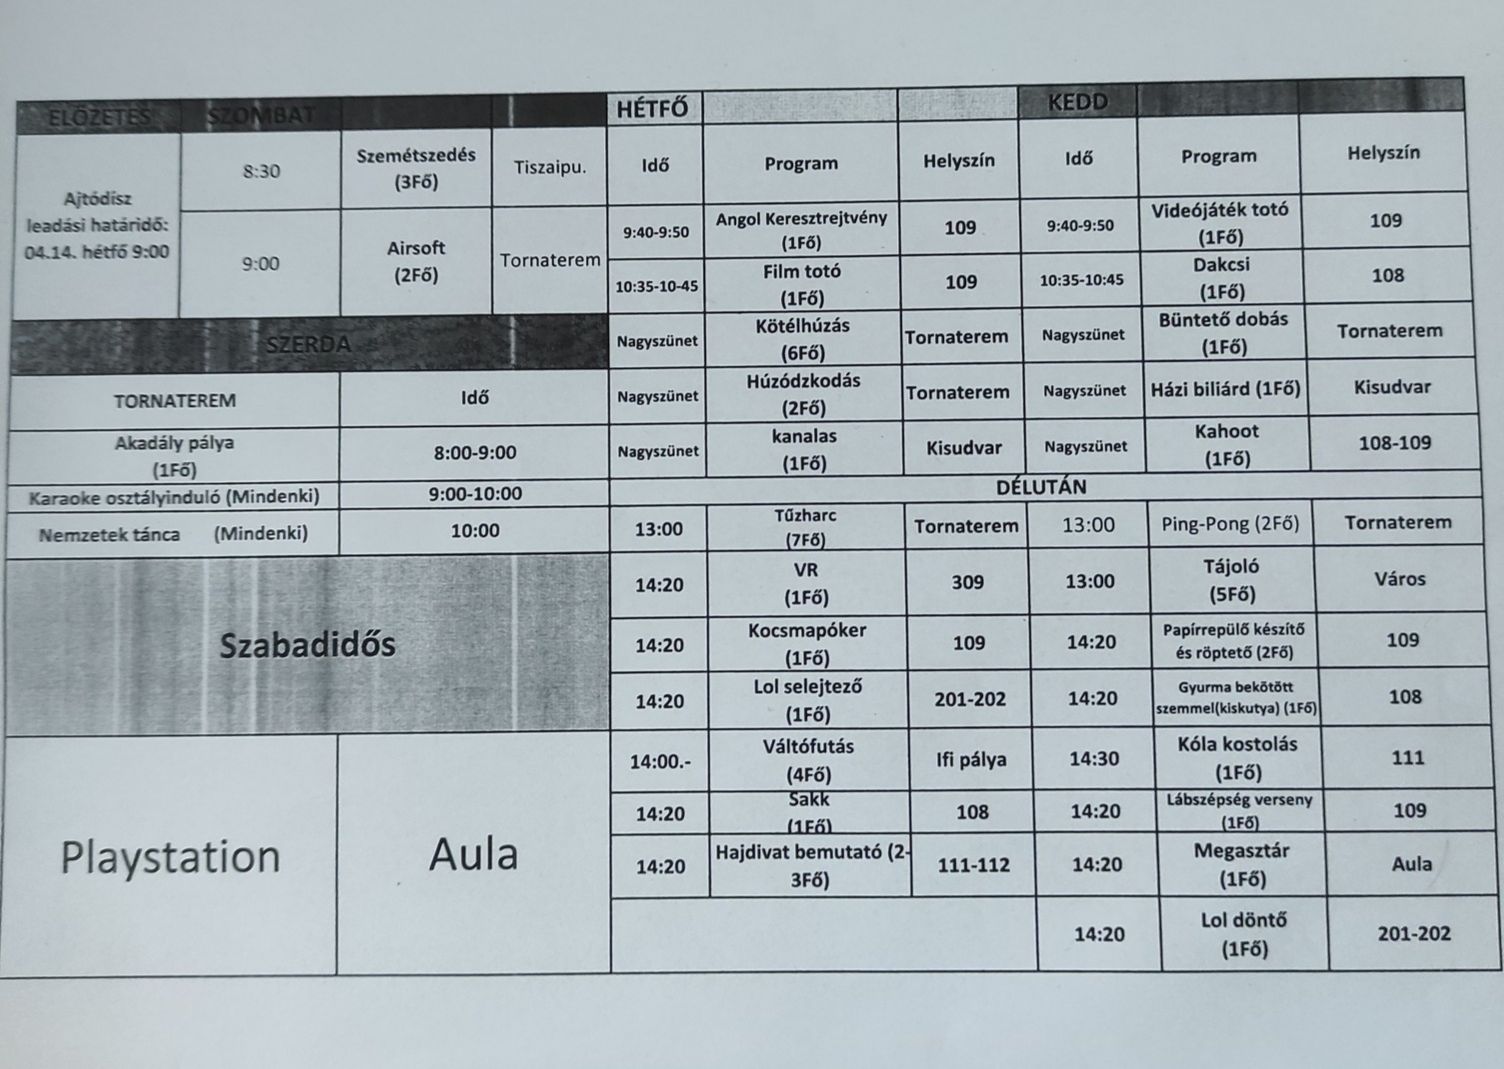 ELŐZETES SZOMBAT HÉTFŐ KEDD
Ajtódísz
leadási határidő:
04.14. hétfő 9:00
8:30
Szemétszedés
(3Fő)
Tiszaipu.
9:00
Airsoft
(2Fő)
Tornaterem
SZERDA
TORNATEREM Idő
Akadály pálya
(1Fő)
8:00-9:00
Karaoke osztályinduló (Mindenki) 9:00-10:00
Nemzetek tánca (Mindenki) 10:00
Szabadidős
Playstation Aula
Idő Program Helyszín Idő Program Helyszín
9:40-9:50
Angol Keresztrejtvény
(1Fő)
109
9:40-9:50
Videójáték totó
(1Fő)
109
10:35-10-45
Film totó
(1Fő)
109
10:35-10:45
Dakcsi
(1Fő)
108
Nagyszünet
Kötélhúzás
(6Fő)
Tornaterem
Nagyszünet
Büntető dobás
(1Fő)
Tornaterem
Nagyszünet
Húzódzkodás
(2Fő)
Tornaterem
Nagyszünet
Házi biliárd (1Fő)
Kisudvar
Nagyszünet
kanalas
(1Fő)
Kisudvar
Nagyszünet
Kahoot
(1Fő)
108-109
DÉLUTÁN
13:00
Tűzharc
(7Fő)
Tornaterem
13:00
Ping-Pong (2Fő)
Tornaterem
14:20
VR
(1Fő)
309
13:00
Tájoló
(5Fő)
Város
14:20
Kocsmapóker
(1Fő)
109
14:20
Papírrepülő készítő
és röptető (2Fő)
109
14:20
Lol selejtező
(1Fő)
201-202
14:20
Gyurma bekötött
szemmel(kiskutya) (1Fő)
108
14:00.-
Váltófutás
(4Fő)
Ifi pálya
14:30
Kóla kostolás
(1Fő)
111
14:20
Sakk
(1Fő)
108
14:20
Lábszépség verseny
(1Fő)
109
14:20
Hajdivat bemutató (2-
3Fő)
111-112
14:20
Megasztár
(1Fő)
Aula
14:20
Lol döntő
(1Fő)
201-202